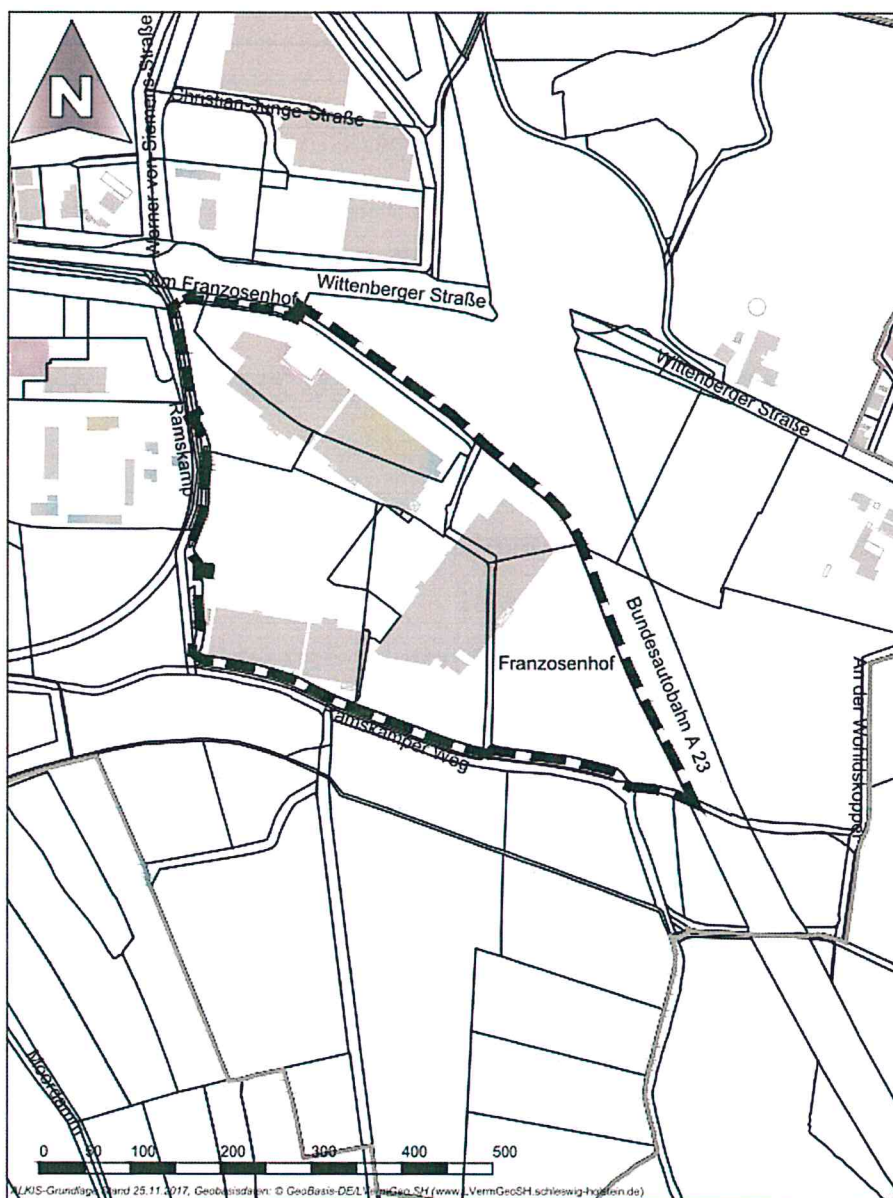 N
Werner-von-Siemens-Straße
Christian-Junge-Straße
Am Franzosenhof
Wittenberger Straße
Wittenberger Straße
Ramskamp
Bundesautobahn A 23
Franzosenhof
An der Wohldskoppel
Ramskamper Weg
Moordamm
0 50 100 200 300 400 500
ALKIS-Grundlage Stand 25.11.2017, Geobasisdaten: © GeoBasis-DE/LVermGeo SH (www.LVermGeoSH.schleswig-holstein.de)